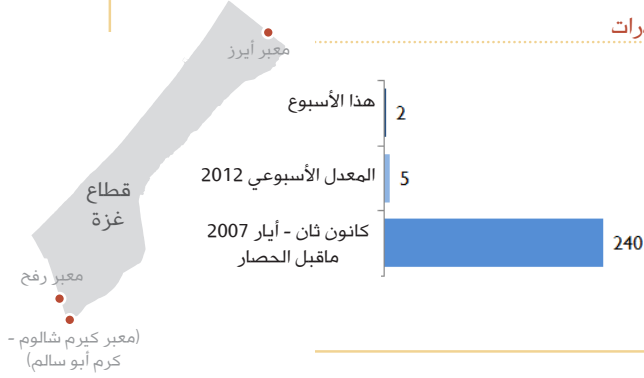 معبر أيرز
هذا الأسبوع
2
المعدل الأسبوعي 2012
5
كانون ثان - أيار 2007
ماقبل الحصار
240
قطاع
غزة
معبر رفح
(معبر كيرم شالوم -
كرم أبو سالم)